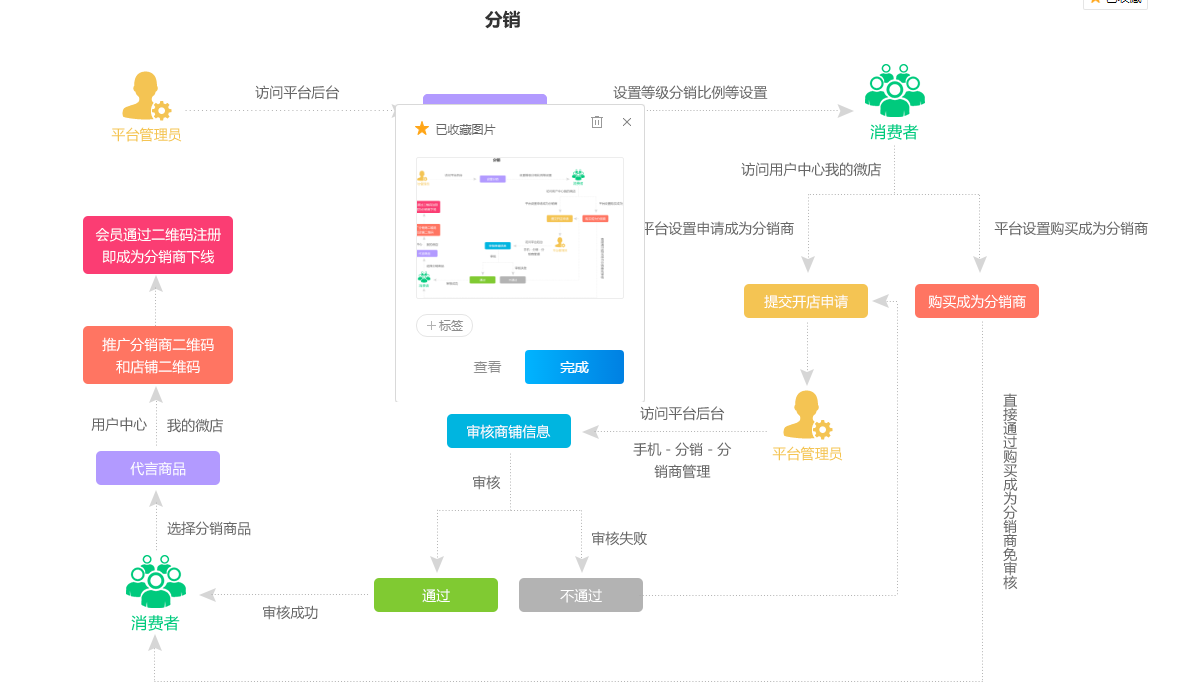 分销
访问平台后台
设置等级分销比例等设置
平台管理员
消费者
已收藏图片
访问用户中心我的微店
会员通过二维码注册
即成为分销商下线
平台设置申请成为分销商
平台设置购买成为分销商
提交开店申请
购买成为分销商
+ 标签
推广分销商二维码
和店铺二维码
查看
完成
用户中心
我的微店
审核商铺信息
访问平台后台
手机 - 分销 - 分
销商管理
平台管理员
直接通过购买成为分销商免审核
代言商品
审核
选择分销商品
审核失败
通过
不通过
审核成功
消费者